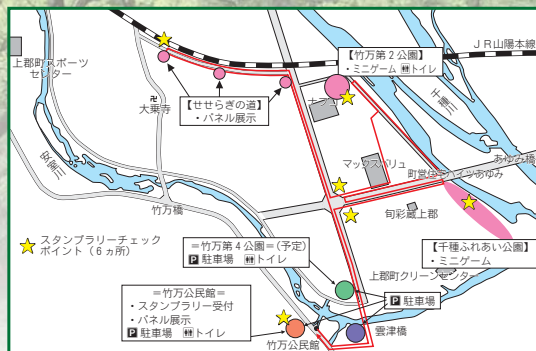 JR山陽本線
上郡町スポーツ
センター
【竹万第2公園】
・ミニゲーム トイレ
千種川
大乗寺
【せせらぎの道】
・パネル展示
ナフコ
あゆみ橋
マックスバリュ
町営住宅ハイツあゆみ
安室川
竹万橋
旬彩蔵上郡
スタンプラリーチェック
ポイント(6ヵ所)
=竹万第4公園=(予定)
P 駐車場 トイレ
【千種ふれあい公園】
・ミニゲーム
上郡町クリーンセンター
=竹万公民館=
・スタンプラリー受付
・パネル展示
P 駐車場 トイレ
P 駐車場
雲津橋
竹万公民館